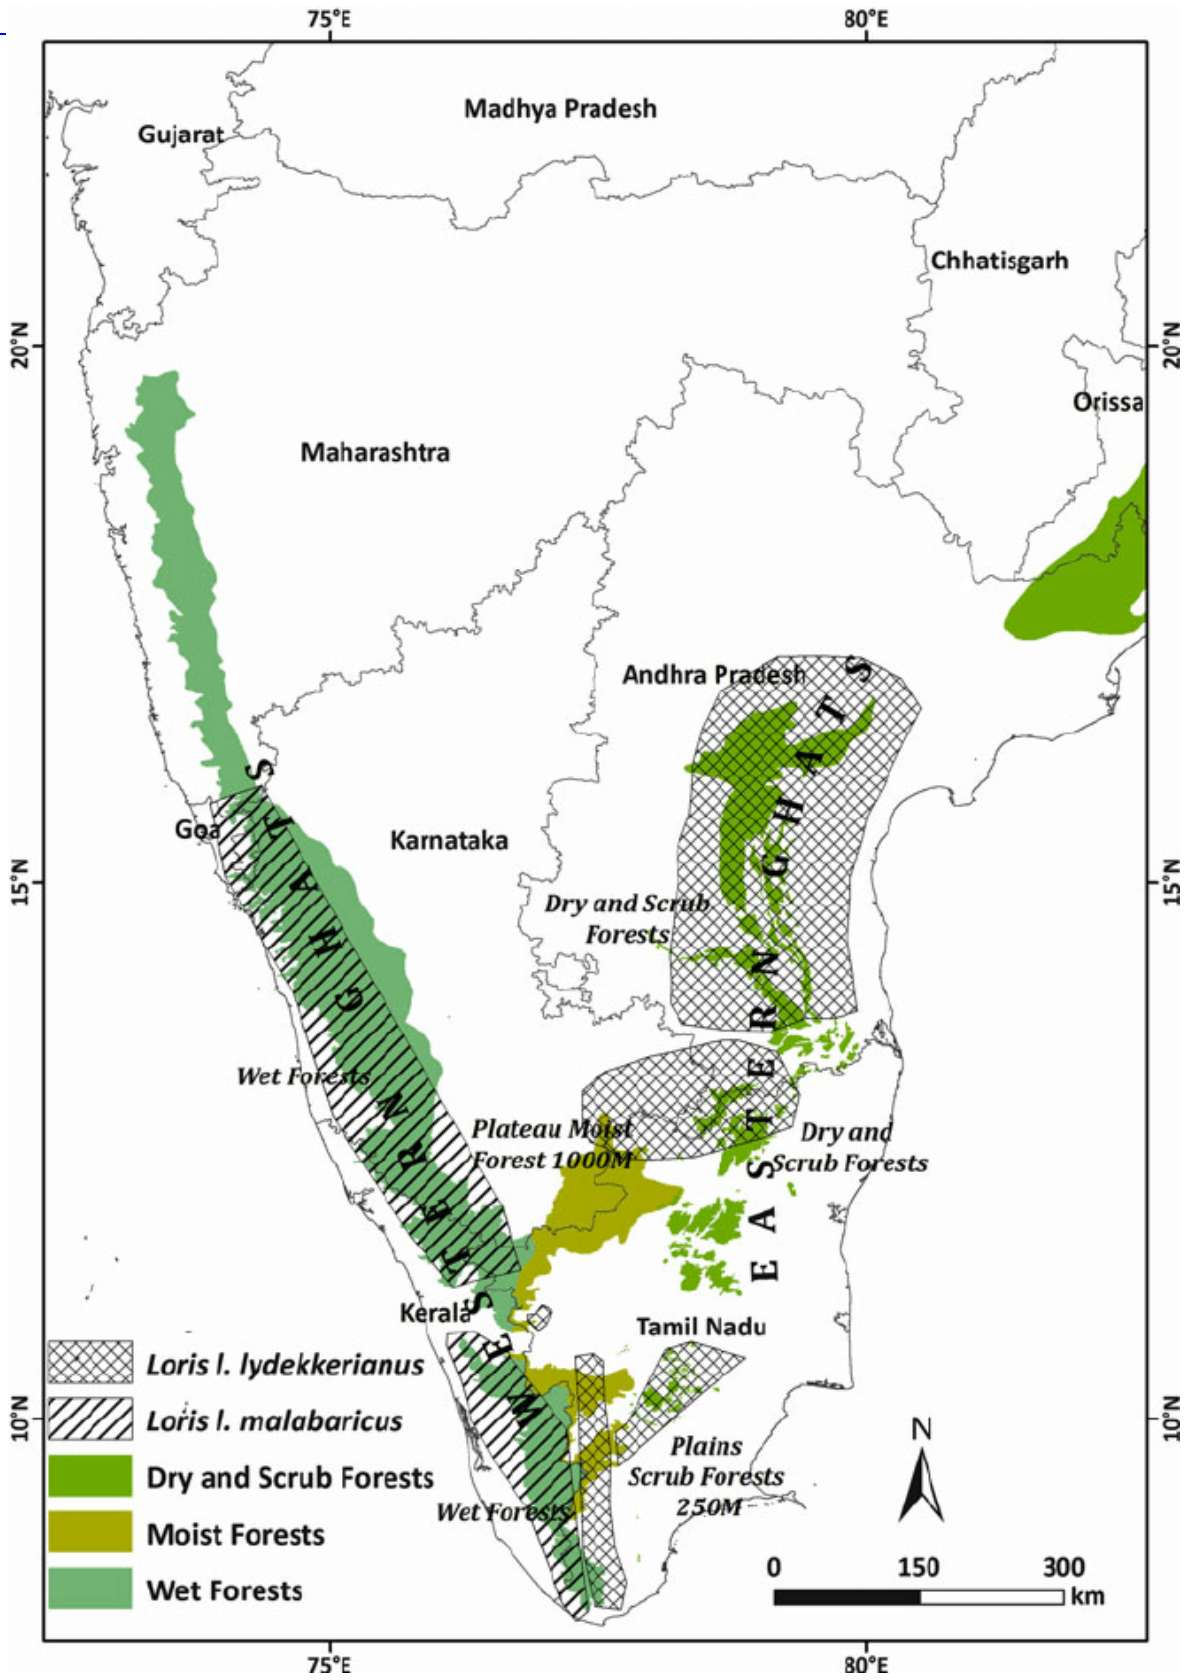 75°E
80°E
Madhya Pradesh
Gujarat
Chhatisgarh
20°N
20°N
Orissa
Maharashtra
Andhra Pradesh
Goa
Karnataka
15°N
15°N
Dry and Scrub
Forests
WESTERN GHATS
EASTERN GHATS
Wet Forests
Plateau Moist
Forest 1000M
Dry and
Scrub Forests
Kerala
Tamil Nadu
Loris l. lydekkerianus
Loris l. malabaricus
Dry and Scrub Forests
Moist Forests
Wet Forests
10°N
10°N
Plains
Scrub Forests
250M
Wet Forests
N
0 150 300
km
75°E
80°E